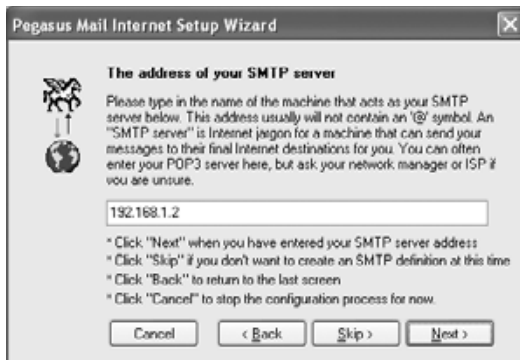 Pegasus Mail Internet Setup Wizard
The address of your SMTP server
Please type in the name of the machine that acts as your SMTP
server below. This address usually will not contain an '@' symbol. An
"SMTP server" is Internet jargon for a machine that can send your
messages to their final Internet destinations for you. You can often
enter your POP3 server here, but ask your network manager or ISP if
you are unsure.
192.168.1.2
* Click "Next" when you have entered your SMTP server address
* Click "Skip" if you don't want to create an SMTP definition at this time
* Click "Back" to return to the last screen
* Click "Cancel" to stop the configuration process for now.
Cancel < Back Skip > Next >